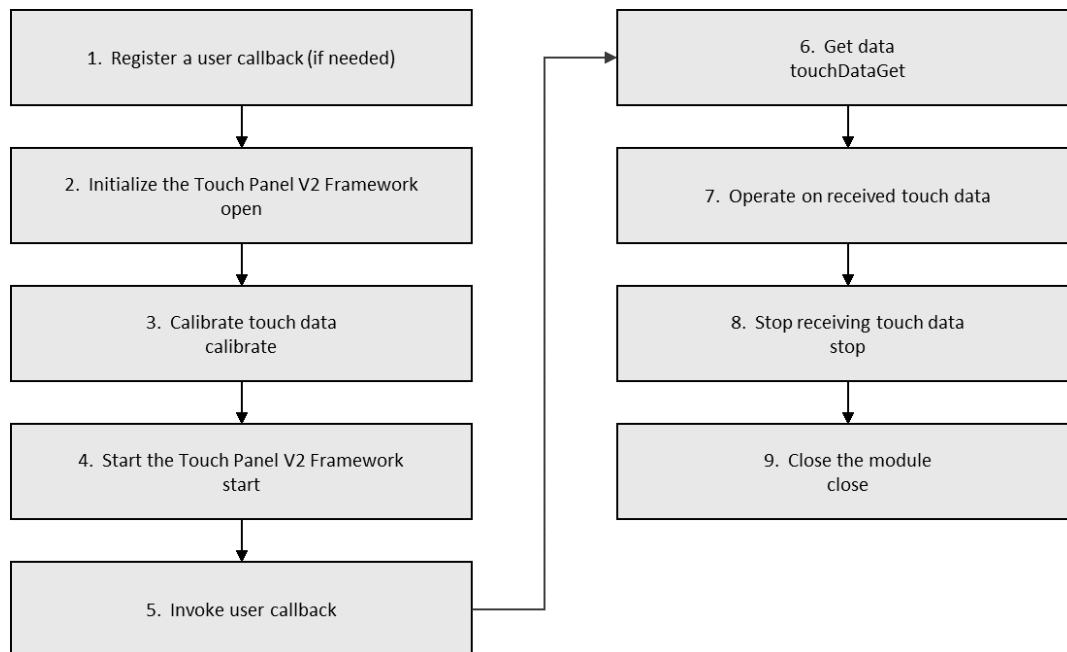 1. Register a user callback (if needed)
2. Initialize the Touch Panel V2 Framework
open
3. Calibrate touch data
calibrate
4. Start the Touch Panel V2 Framework
start
5. Invoke user callback
6. Get data
touchDataGet
7. Operate on received touch data
8. Stop receiving touch data
stop
9. Close the module
close